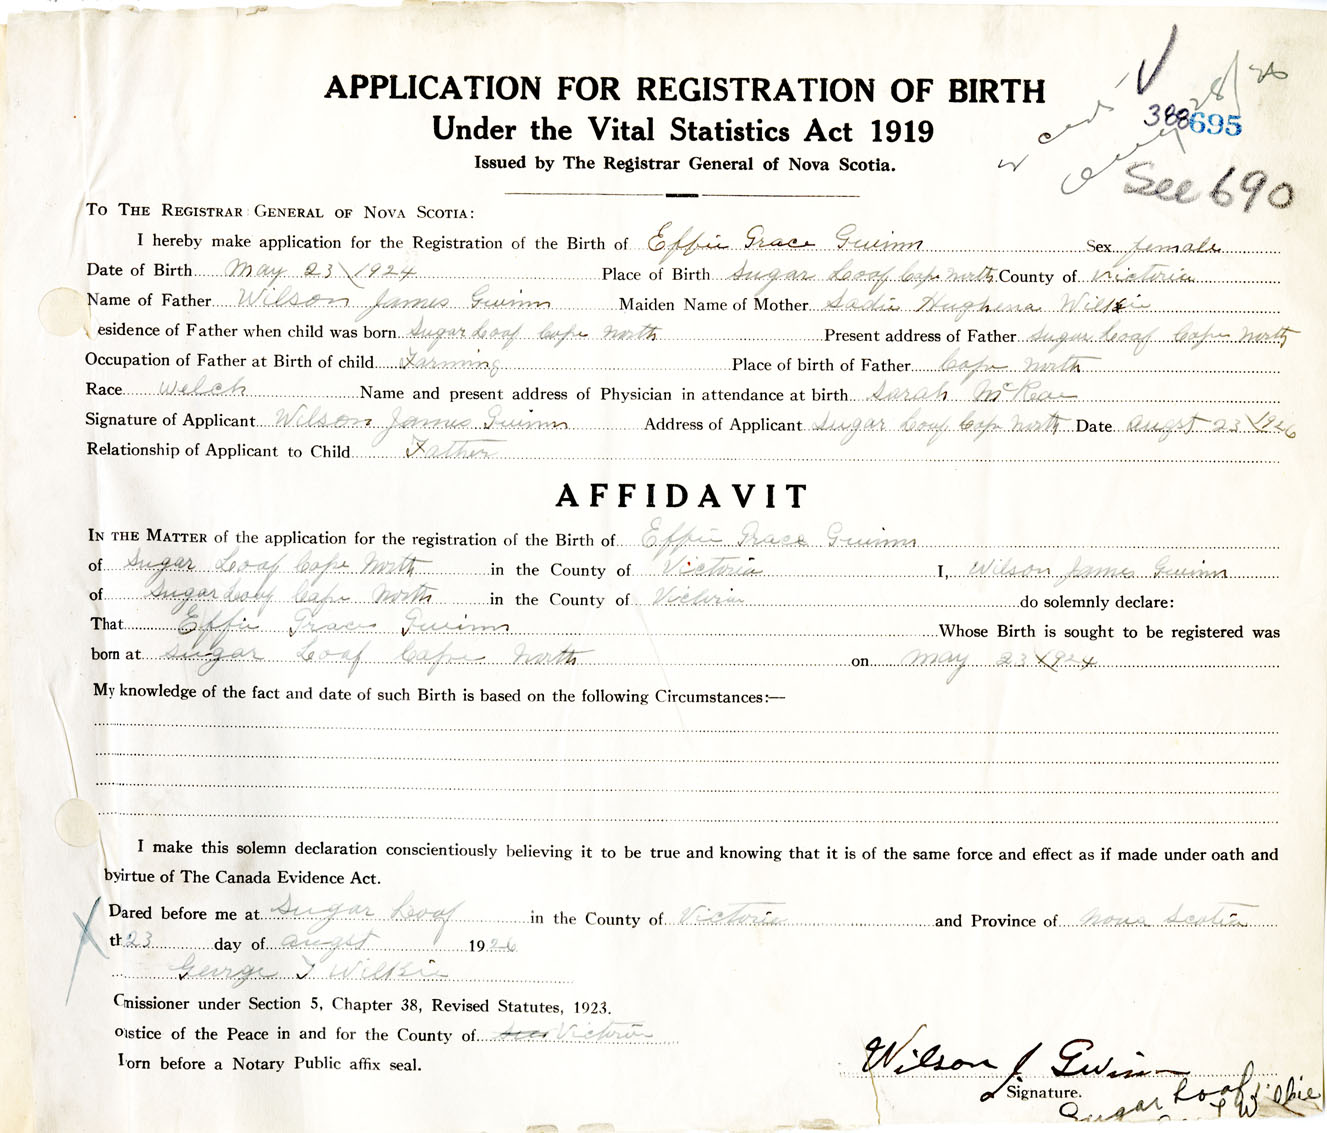 V
28/26
w card
388695
See 690
APPLICATION FOR REGISTRATION OF BIRTH
Under the Vital Statistics Act 1919
Issued by The Registrar General of Nova Scotia.
To The Registrar General of Nova Scotia:
I hereby make application for the Registration of the Birth of Effie Grace Gwinn Sex female
Date of Birth May 23 \ 1924 Place of Birth Sugar Loaf Cape North County of Victoria
Name of Father Wilson James Gwinn Maiden Name of Mother Sadie Hughena Wilkie
esidence of Father when child was born Sugar Loaf Cape North Present address of Father Sugar Loaf Cape North
Occupation of Father at Birth of child Farming Place of birth of Father Cape North
Race Welch Name and present address of Physician in attendance at birth Sarah McRae
Signature of Applicant Wilson James Gwinn Address of Applicant Sugar Loaf Cape North Date Augst 23 \ 1926
Relationship of Applicant to Child Father
AFFIDAVIT
In the Matter of the application for the registration of the Birth of Effie Grace Gwinn
of Sugar Loaf Cape North in the County of Victoria I, Wilson James Gwinn
of Sugar Loaf Cape North in the County of Victoria do solemnly declare:
That Effie Grace Gwinn Whose Birth is sought to be registered was
born at Sugar Loaf Cape North on May 23 \ 1924
My knowledge of the fact and date of such Birth is based on the following Circumstances:—
I make this solemn declaration conscientiously believing it to be true and knowing that it is of the same force and effect as if made under oath and
by irtue of The Canada Evidence Act.
Dared before me at Sugar Loaf in the County of Victoria and Province of Nova Scotia
th 23 day of augst 1926
George T Wilkie
Cmissioner under Section 5, Chapter 38, Revised Statutes, 1923.
o stice of the Peace in and for the County of Victoria
I orn before a Notary Public affix seal.
Wilson J Gwinn
Signature.
Sugar Loaf
Wilkie